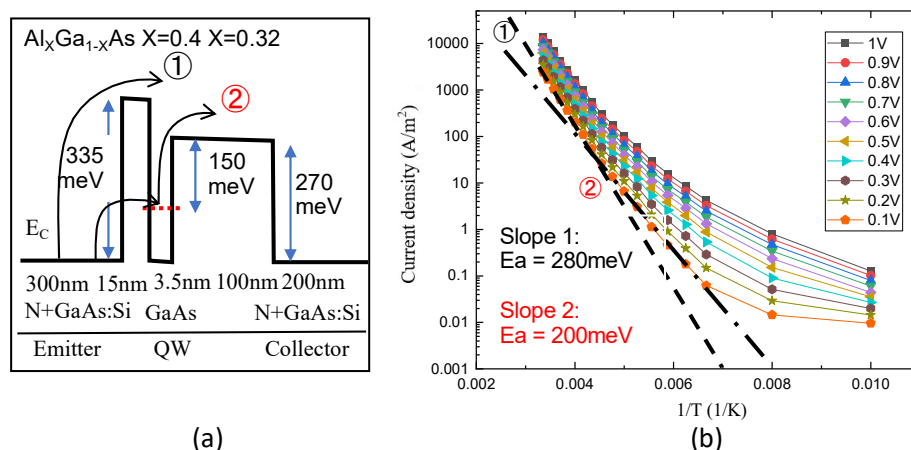 Al_XGa_{1-X}As X=0.4 X=0.32
①
②
335
meV
150
meV
270
meV
E_C
300nm 15nm 3.5nm 100nm 200nm
N+GaAs:Si GaAs N+GaAs:Si
Emitter QW Collector
(a)
Current density (A/m²)
10000
1000
100
10
1
0.1
0.01
0.001
0.002 0.004 0.006 0.008 0.010
1/T (1/K)
①
②
Slope 1:
Ea = 280meV
Slope 2:
Ea = 200meV
1V
0.9V
0.8V
0.7V
0.6V
0.5V
0.4V
0.3V
0.2V
0.1V
(b)